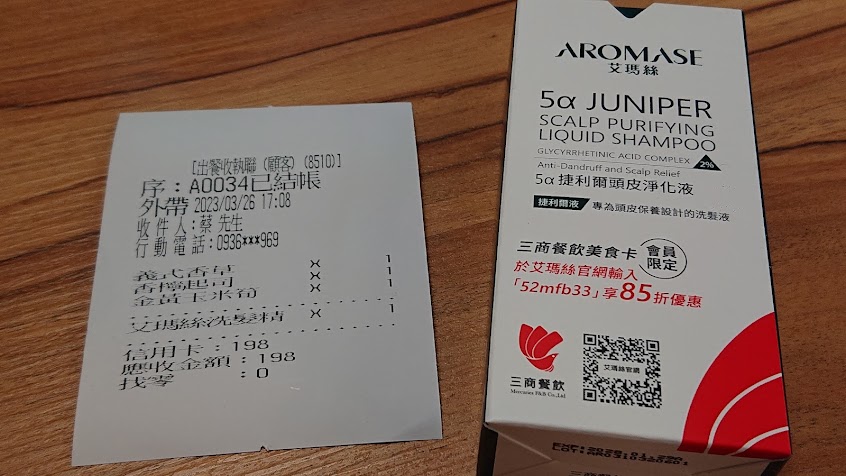 [出餐收執聯(顧客)(8510)]
序：A0034已結帳
外帶 2023/03/26 17:08
收件人：蔡 先生
行動電話：0936***969
義式香草 X 1
香檸起司 X 1
金黃卡米筍 X 1
艾瑪絲洗髮精 X 1
信用卡：198
應收金額：198
找零 :0
AROMASE
艾瑪絲
5α JUNIPER
SCALP PURIFYING
LIQUID SHAMPOO
GLYCYRRHETINIC ACID COMPLEX 2%
Anti-Dandruff and Scalp Relief
5α捷利爾頭皮淨化液
捷利爾液 專為頭皮保養設計的洗髮液
三商餐飲美食卡 會員限定
於艾瑪絲官網輸入
「52mfb33」享85折優惠
艾瑪絲官網
三商餐飲
Mercuries F&B Co.,Ltd